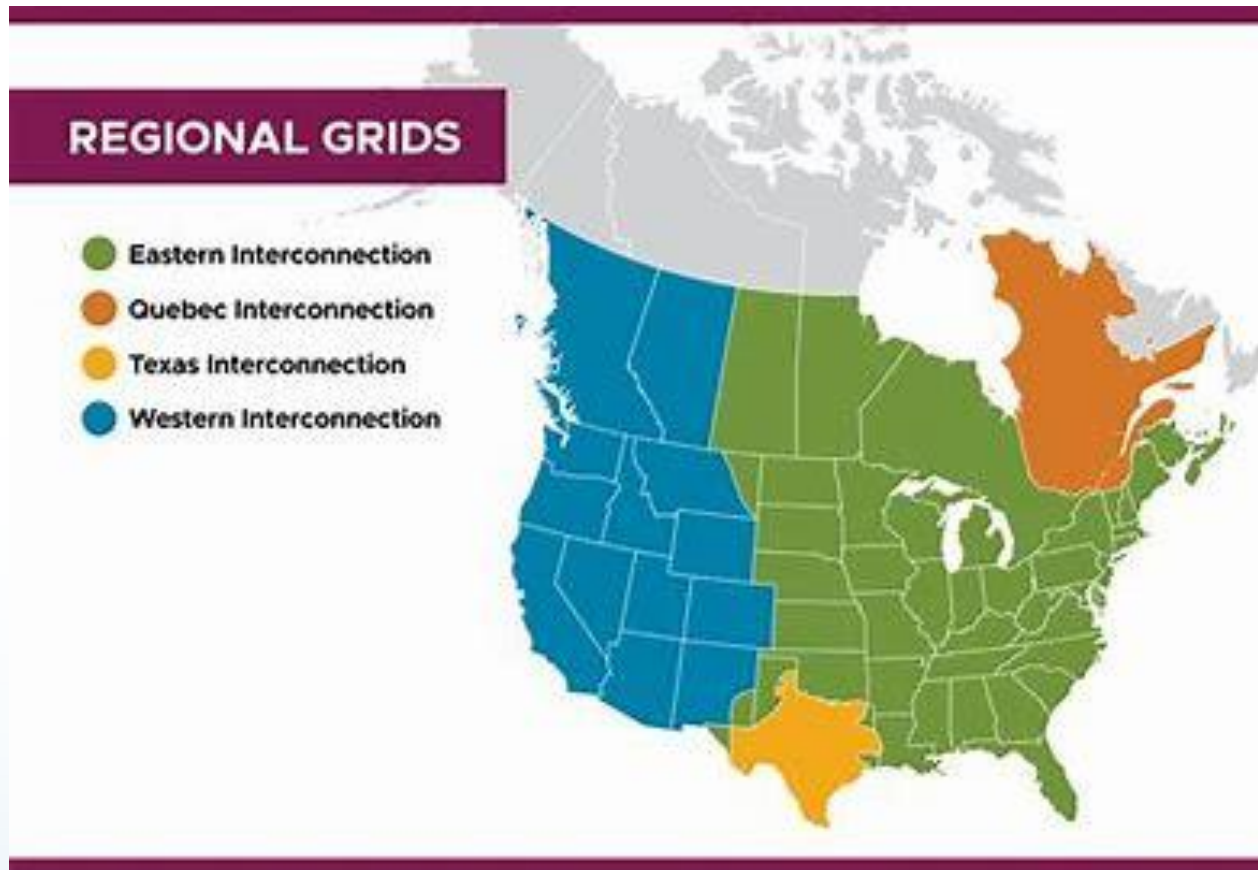 REGIONAL GRIDS
Eastern Interconnection
Quebec Interconnection
Texas Interconnection
Western Interconnection